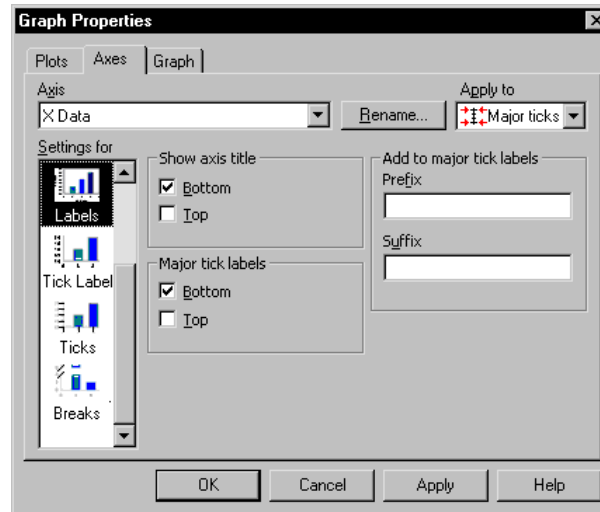 Graph Properties
Plots
Axes
Graph
Axis
Apply to
X Data
Rename...
Major ticks
Settings for
Labels
Tick Label
Ticks
Breaks
Show axis title
Bottom
Top
Major tick labels
Bottom
Top
Add to major tick labels
Prefix
Suffix
OK
Cancel
Apply
Help